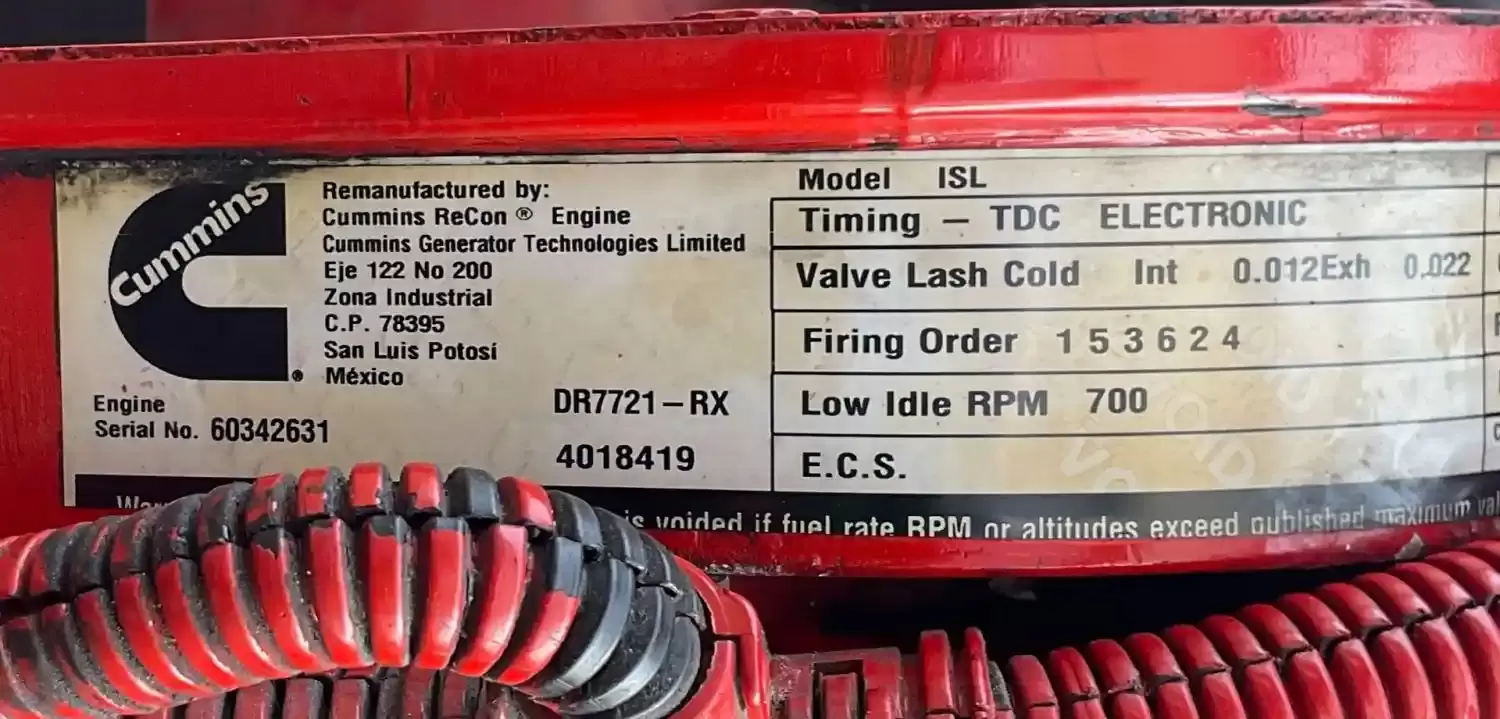 Cummins
Remanufactured by:
Cummins ReCon ® Engine
Cummins Generator Technologies Limited
Eje 122 No 200
Zona Industrial
C.P. 78395
San Luis Potosí
México
Engine
Serial No. 60342631
DR7721-RX
4018419
Model ISL
Timing – TDC ELECTRONIC
Valve Lash Cold Int 0.012Exh 0.022
Firing Order 1 5 3 6 2 4
Low Idle RPM 700
E.C.S.
is voided if fuel rate RPM or altitudes exceed published maximum